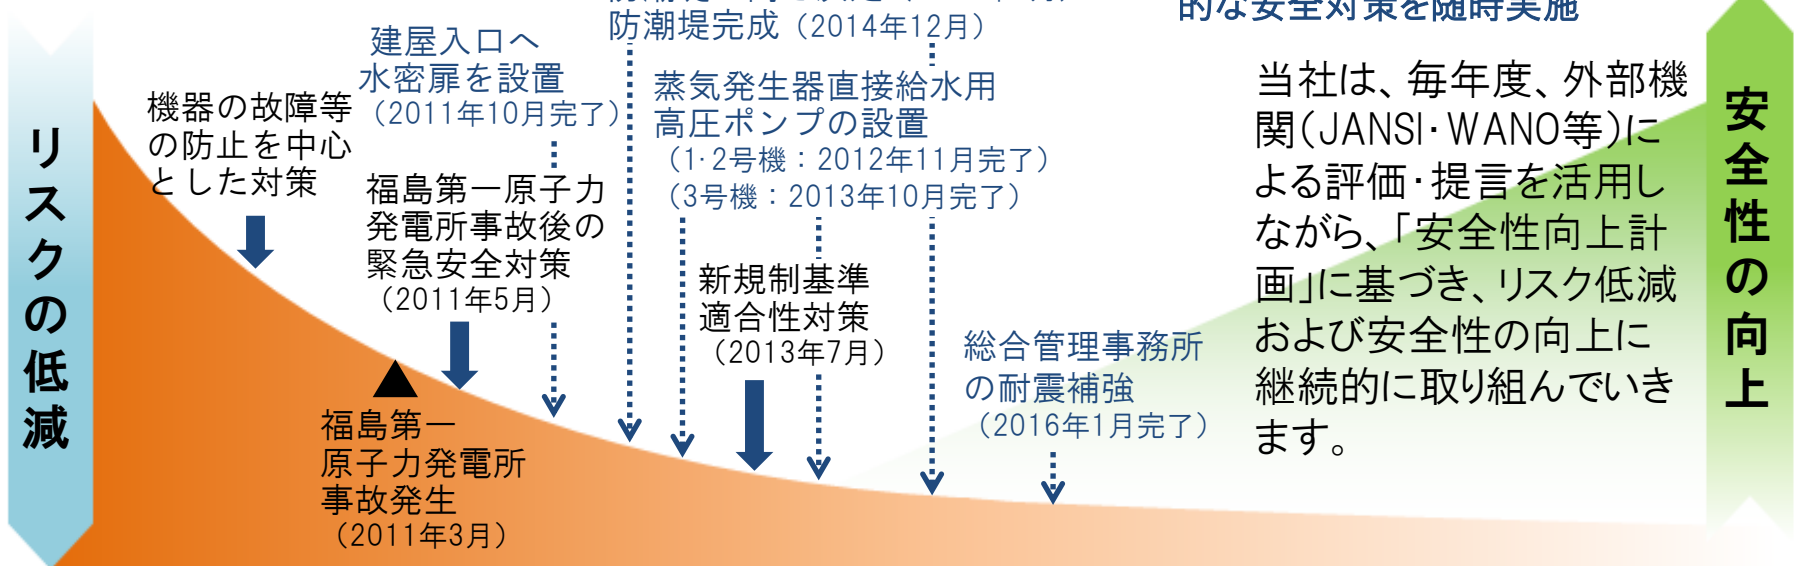 防潮堤完成（2014年12月）
的な安全対策を随時実施
建屋入口へ
水密扉を設置
（2011年10月完了）
蒸気発生器直接給水用
高圧ポンプの設置
（1・2号機：2012年11月完了）
（3号機：2013年10月完了）
機器の故障等
の防止を中心
とした対策
福島第一原子力
発電所事故後の
緊急安全対策
（2011年5月）
新規制基準
適合性対策
（2013年7月）
総合管理事務所
の耐震補強
（2016年1月完了）
福島第一
原子力発電所
事故発生
（2011年3月）
当社は、毎年度、外部機
関（JANSI・WANO等）に
よる評価・提言を活用し
ながら、「安全性向上計
画」に基づき、リスク低減
および安全性の向上に
継続的に取り組んでいき
ます。
リスクの低減
安全性の向上